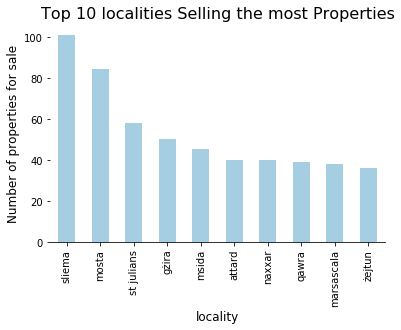 Top 10 localities Selling the most Properties
Number of properties for sale
100
80
60
40
20
0
sliema
mosta
st julians
gżira
msida
attard
naxxar
qawra
marsascala
żejtun
locality